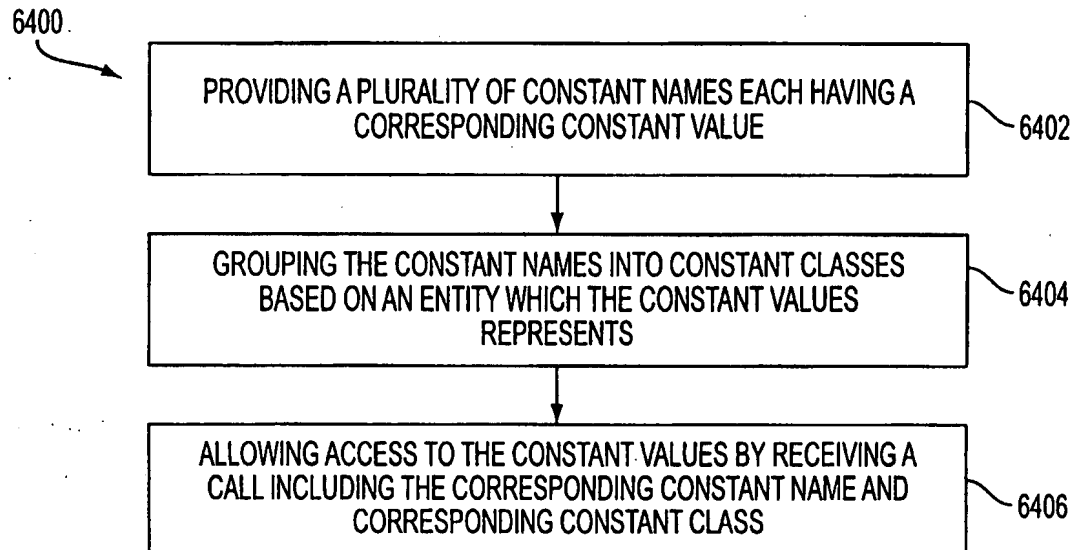 6400
PROVIDING A PLURALITY OF CONSTANT NAMES EACH HAVING A
CORRESPONDING CONSTANT VALUE
6402
GROUPING THE CONSTANT NAMES INTO CONSTANT CLASSES
BASED ON AN ENTITY WHICH THE CONSTANT VALUES
REPRESENTS
6404
ALLOWING ACCESS TO THE CONSTANT VALUES BY RECEIVING A
CALL INCLUDING THE CORRESPONDING CONSTANT NAME AND
CORRESPONDING CONSTANT CLASS
6406